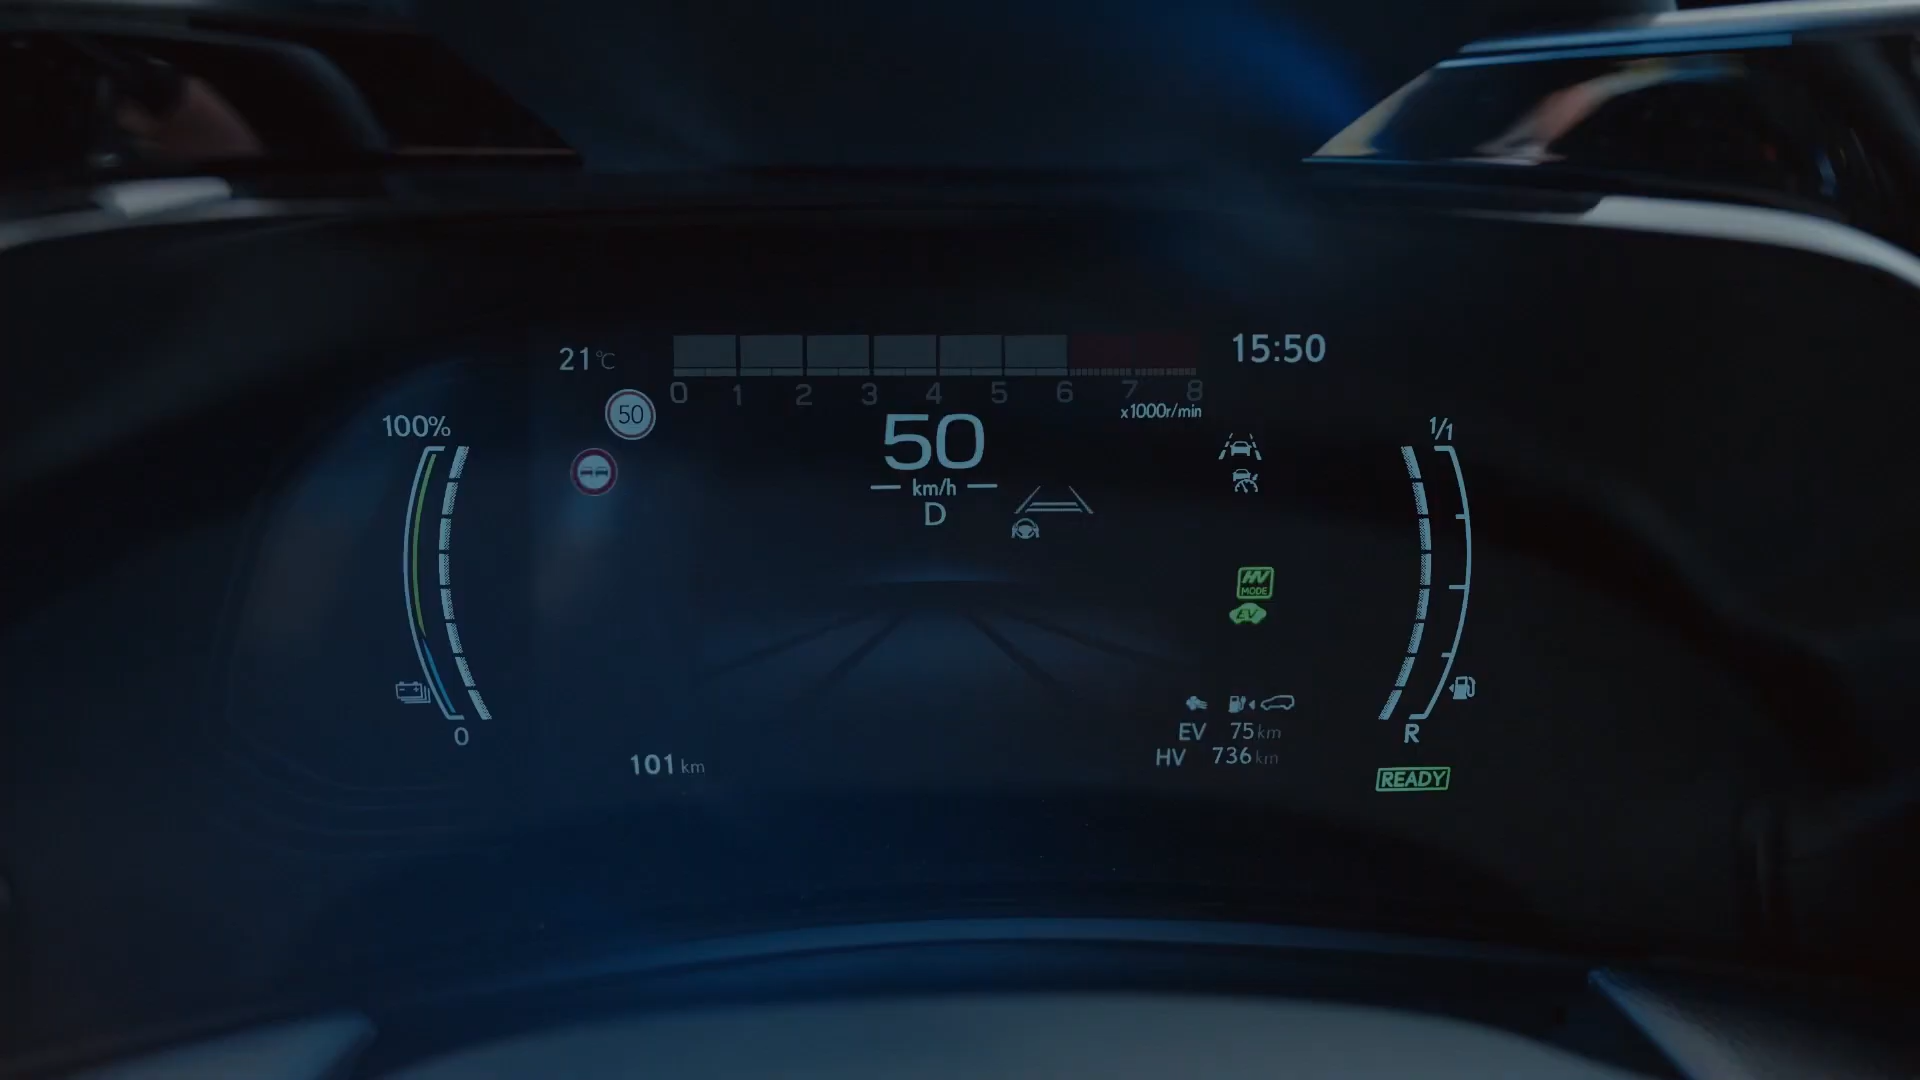 21°C
15:50
0 1 2 3 4 5 6 7 8
x1000r/min
50
100%
50
1/1
km/h
D
HV
MODE
EV
EV 75 km
HV 736 km
0
R
101 km
READY